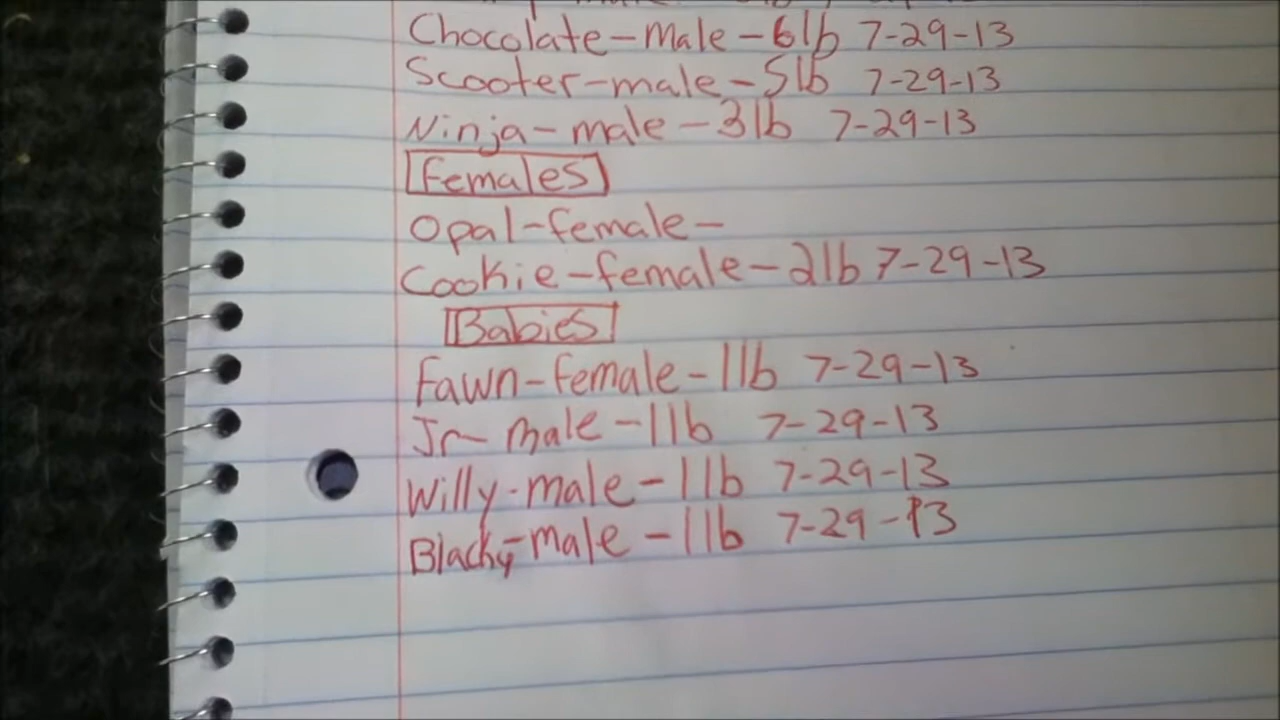 Chocolate-male-6lb 7-29-13
Scooter-male-5lb 7-29-13
Ninja-male-3lb 7-29-13
Females
Opal-female-
Cookie-female-2lb 7-29-13
Babies
Fawn-female-1lb 7-29-13
Jr-male-1lb 7-29-13
Willy-male-1lb 7-29-13
Blacky-male-1lb 7-29-13